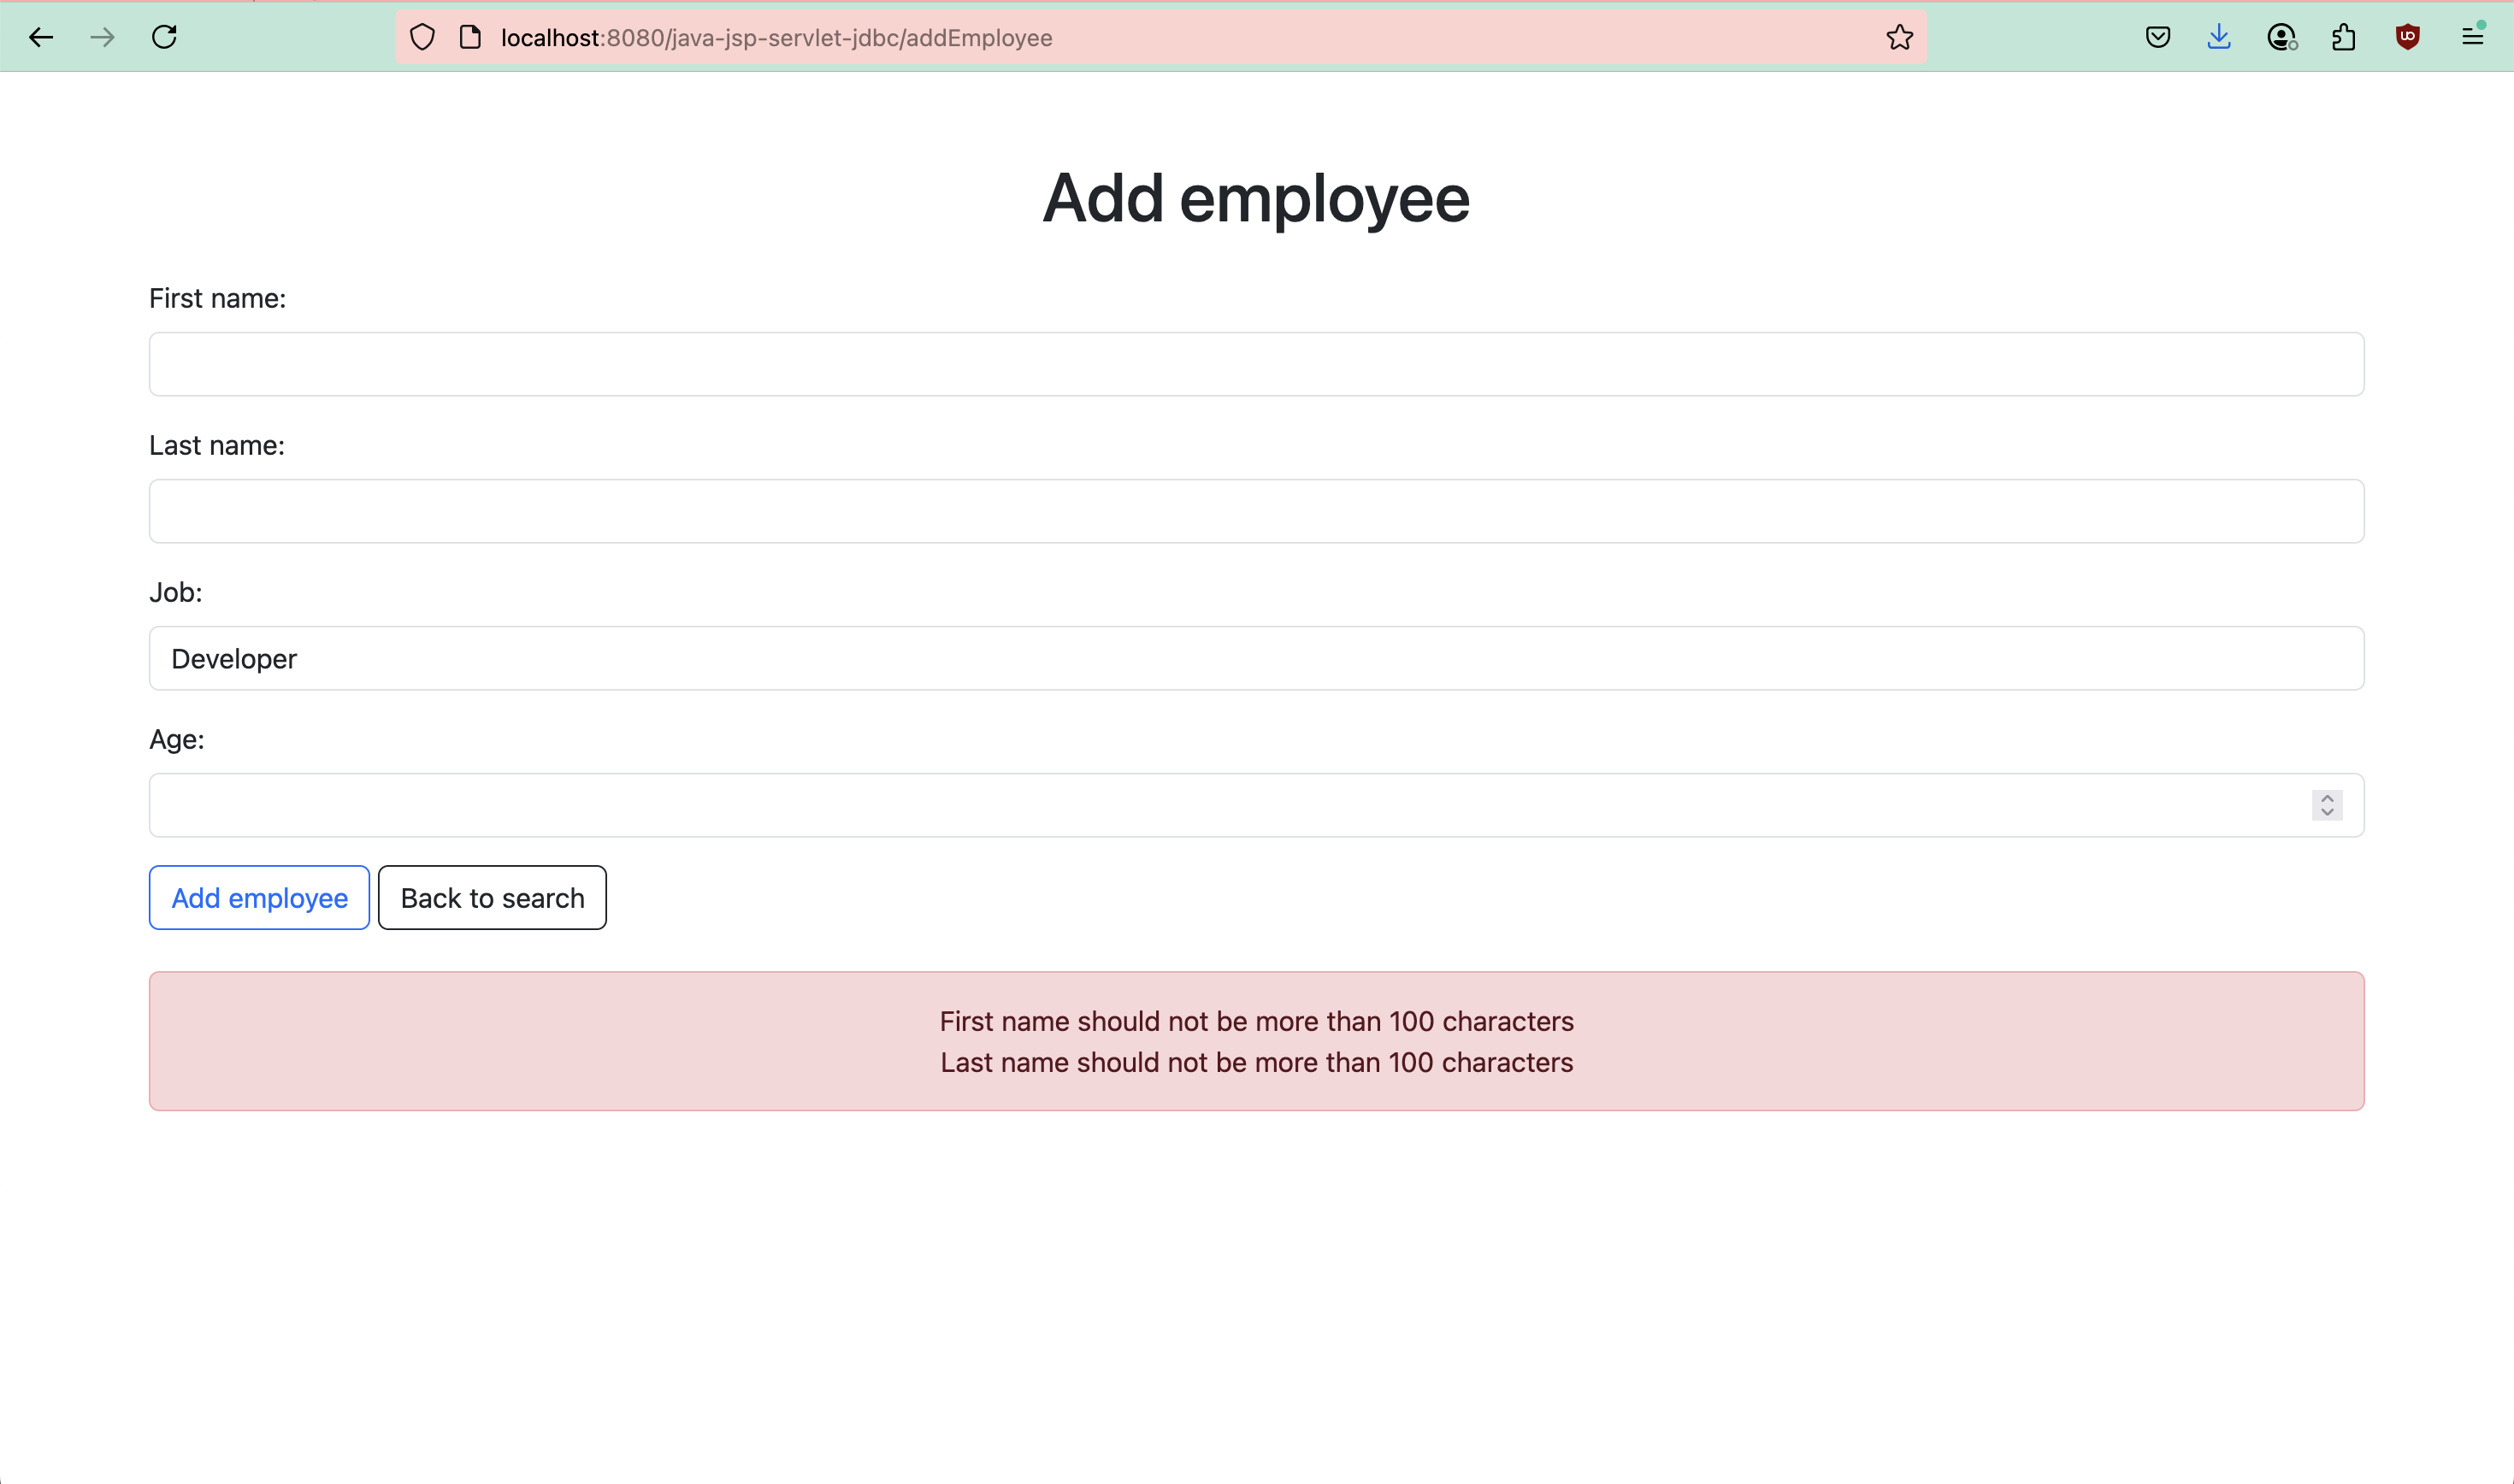 localhost:8080/java-jsp-servlet-jdbc/addEmployee
Add employee
First name:
Last name:
Job:
Developer
Age:
Add employee
Back to search
First name should not be more than 100 characters
Last name should not be more than 100 characters